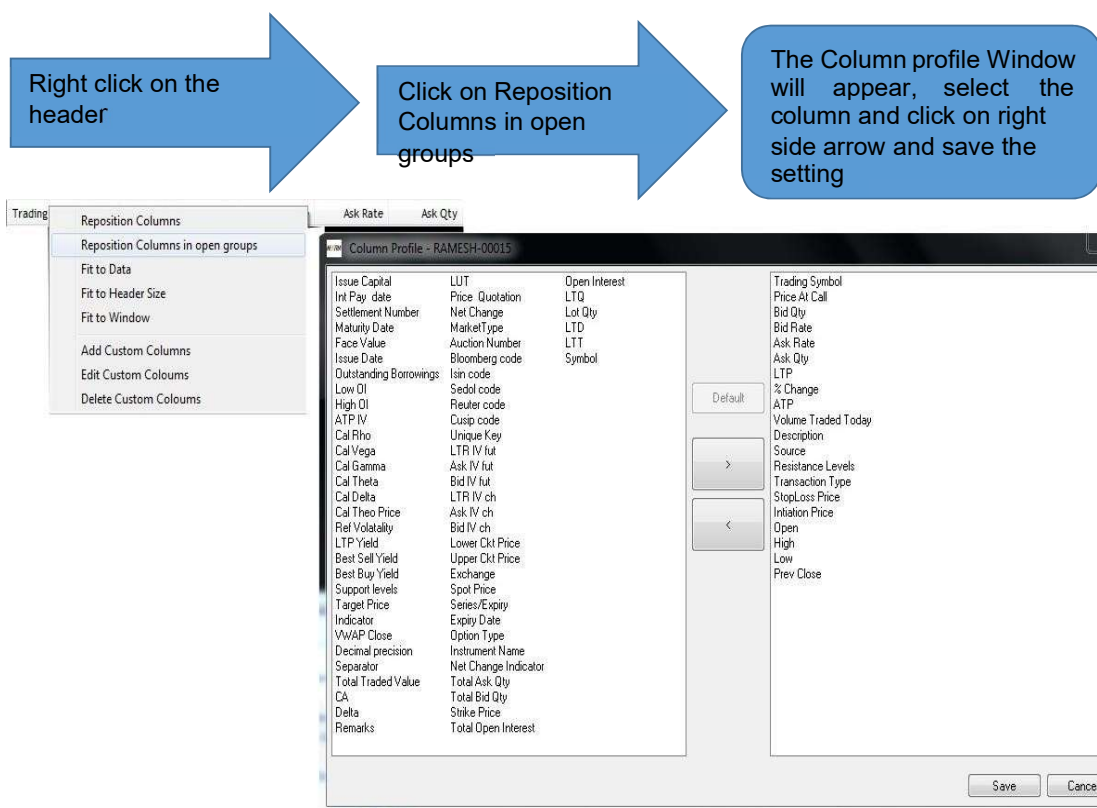 Right click on the
header
Click on Reposition
Columns in open
groups
The Column profile Window
will appear, select the
column and click on right
side arrow and save the
setting
Trading
Ask Rate
Ask Qty
Reposition Columns
Reposition Columns in open groups
Fit to Data
Fit to Header Size
Fit to Window
Add Custom Columns
Edit Custom Coloums
Delete Custom Coloums
Column Profile - RAMESH-00015
Issue Capital
Int Pay date
Settlement Number
Maturity Date
Face Value
Issue Date
Outstanding Borrowings
Low OI
High OI
ATP IV
Cal Rho
Cal Vega
Cal Gamma
Cal Theta
Cal Delta
Cal Theo Price
Ref Volatality
LTP Yield
Best Sell Yield
Best Buy Yield
Support levels
Target Price
Indicator
VWAP Close
Decimal precision
Separator
Total Traded Value
CA
Delta
Remarks
LUT
Price Quotation
Net Change
MarketType
Auction Number
Bloomberg code
Isin code
Sedol code
Reuter code
Cusip code
Unique Key
LTR IV fut
Ask IV fut
Bid IV fut
LTR IV ch
Ask IV ch
Bid IV ch
Lower Ckt Price
Upper Ckt Price
Exchange
Spot Price
Series/Expiry
Expiry Date
Option Type
Instrument Name
Net Change Indicator
Total Ask Qty
Total Bid Qty
Strike Price
Total Open Interest
Open Interest
LTQ
Lot Qty
LTD
LTT
Symbol
Default
>
<
Trading Symbol
Price At Call
Bid Qty
Bid Rate
Ask Rate
Ask Qty
LTP
% Change
ATP
Volume Traded Today
Description
Source
Resistance Levels
Transaction Type
StopLoss Price
Intiation Price
Open
High
Low
Prev Close
Save
Cance